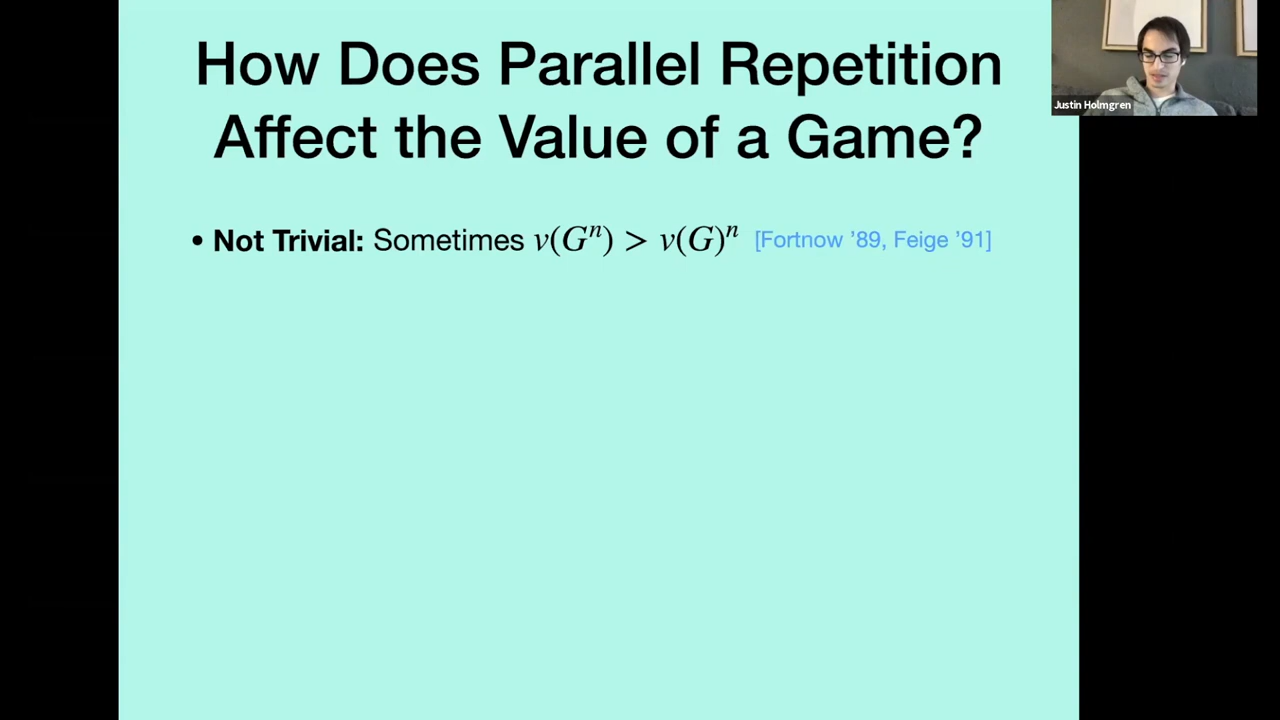 How Does Parallel Repetition
Affect the Value of a Game?
• Not Trivial: Sometimes v(Gⁿ) > v(G)ⁿ [Fortnow ’89, Feige ’91]
Justin Holmgren